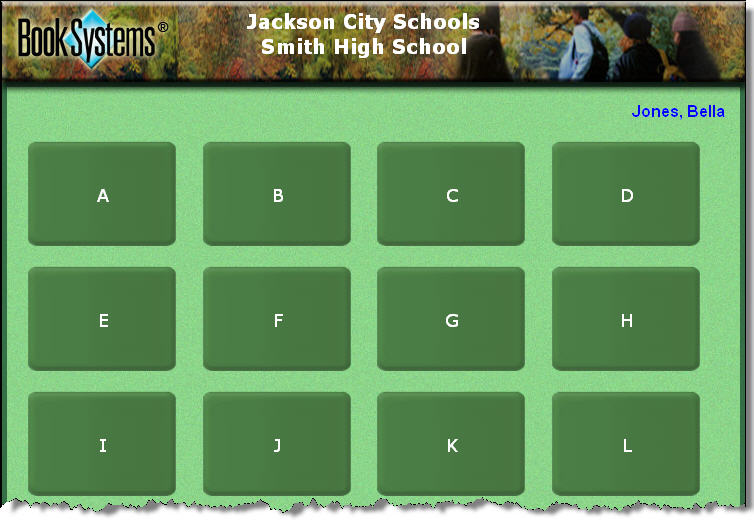 BookSystems®
Jackson City Schools
Smith High School
Jones, Bella
A B C D
E F G H
I J K L